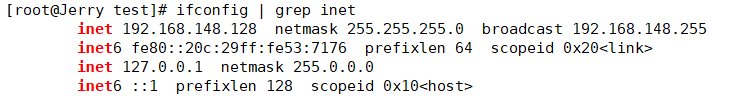 [root@Jerry test]# ifconfig | grep inet
inet 192.168.148.128 netmask 255.255.255.0 broadcast 192.168.148.255
inet6 fe80::20c:29ff:fe53:7176 prefixlen 64 scopeid 0x20<link>
inet 127.0.0.1 netmask 255.0.0.0
inet6 ::1 prefixlen 128 scopeid 0x10<host>